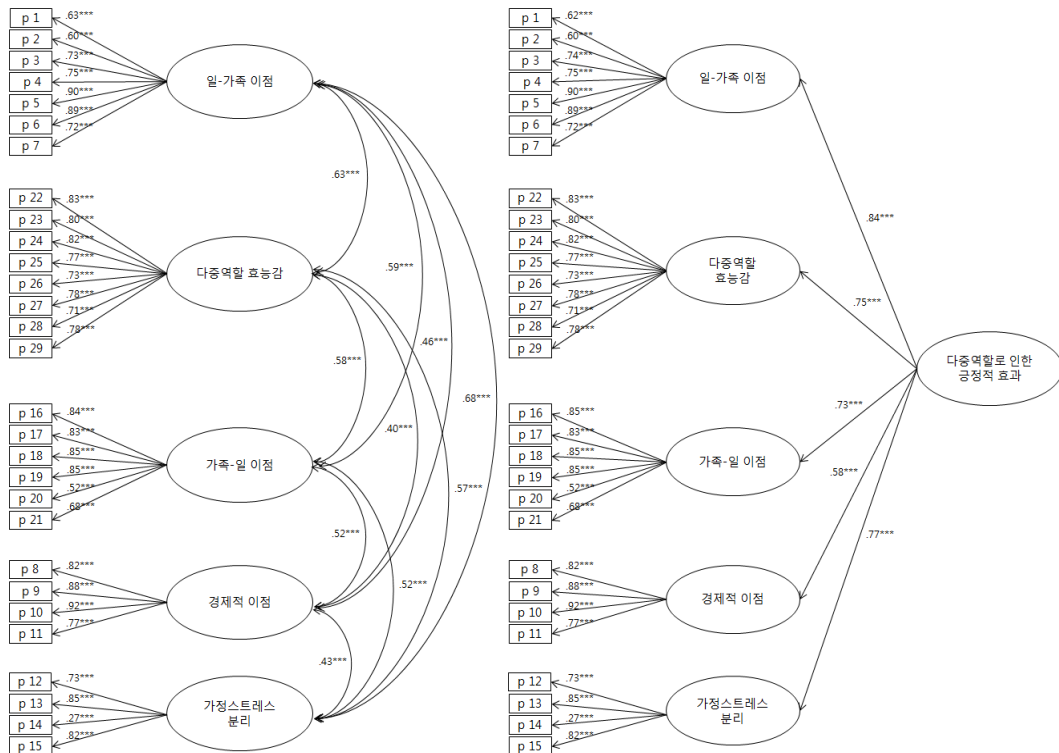 p 1
.63***
p 2
.60***
p 3
.73***
p 4
.75***
p 5
.90***
p 6
.89***
p 7
.72***
일-가족 이점
p 22
.83***
p 23
.80***
p 24
.82***
p 25
.77***
p 26
.73***
p 27
.78***
p 28
.71***
p 29
.78***
다중역할 효능감
p 16
.84***
p 17
.83***
p 18
.85***
p 19
.85***
p 20
.52***
p 21
.68***
가족-일 이점
p 8
.82***
p 9
.88***
p 10
.92***
p 11
.77***
경제적 이점
p 12
.73***
p 13
.85***
p 14
.27***
p 15
.82***
가정스트레스
분리
.63***
.59***
.46***
.68***
.58***
.40***
.57***
.52***
.52***
.43***
p 1
.62***
p 2
.60***
p 3
.74***
p 4
.75***
p 5
.90***
p 6
.89***
p 7
.72***
일-가족 이점
p 22
.83***
p 23
.80***
p 24
.82***
p 25
.77***
p 26
.73***
p 27
.78***
p 28
.71***
p 29
.78***
다중역할
효능감
p 16
.85***
p 17
.83***
p 18
.85***
p 19
.85***
p 20
.52***
p 21
.68***
가족-일 이점
p 8
.82***
p 9
.88***
p 10
.92***
p 11
.77***
경제적 이점
p 12
.73***
p 13
.85***
p 14
.27***
p 15
.82***
가정스트레스
분리
.84***
.75***
.73***
.58***
.77***
다중역할로 인한
긍정적 효과